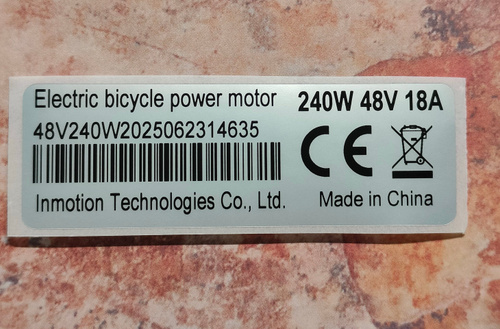 Electric bicycle power motor
240W 48V 18A
48V240W2025062314635
CE
Inmotion Technologies Co., Ltd.
Made in China